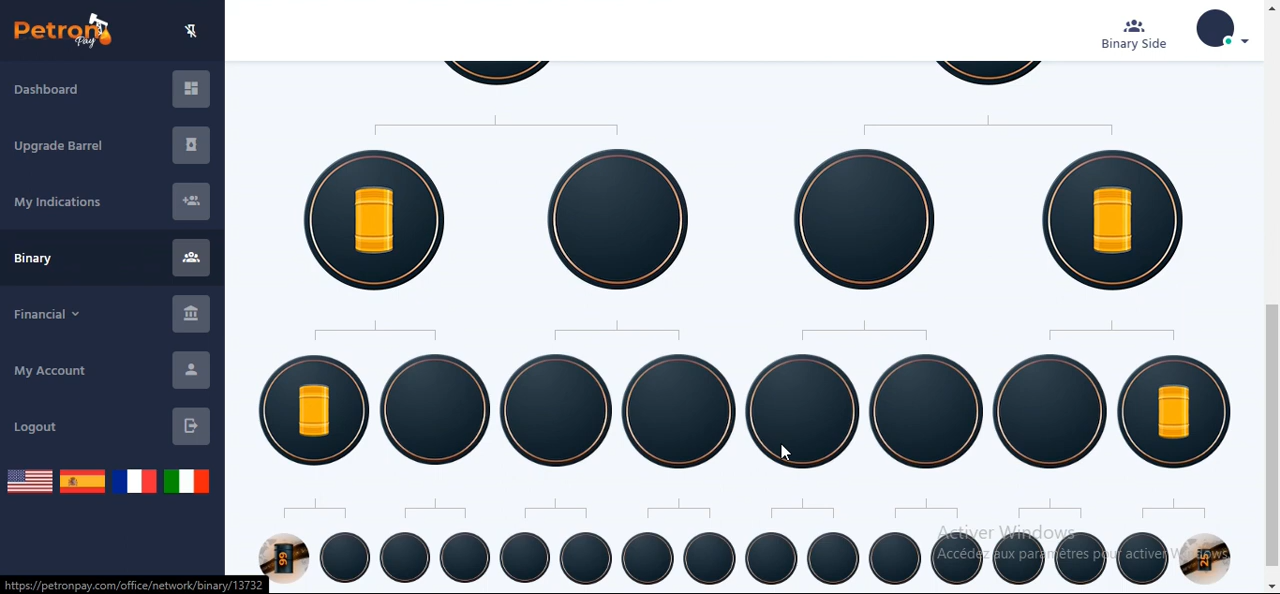 Petron
Pay
Binary Side
Dashboard
Upgrade Barrel
My Indications
Binary
Financial
My Account
Logout
66
Activer Windows
Accédez aux paramètres pour activer Windows.
https://petronpay.com/office/network/binary/13732